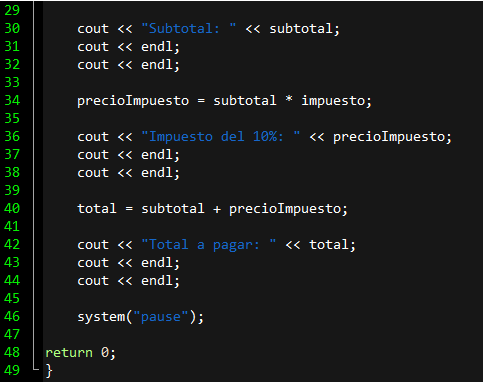 29
30 cout << "Subtotal: " << subtotal;
31 cout << endl;
32 cout << endl;
33
34 precioImpuesto = subtotal * impuesto;
35
36 cout << "Impuesto del 10%: " << precioImpuesto;
37 cout << endl;
38 cout << endl;
39
40 total = subtotal + precioImpuesto;
41
42 cout << "Total a pagar: " << total;
43 cout << endl;
44 cout << endl;
45
46 system("pause");
47
48 return 0;
49 }